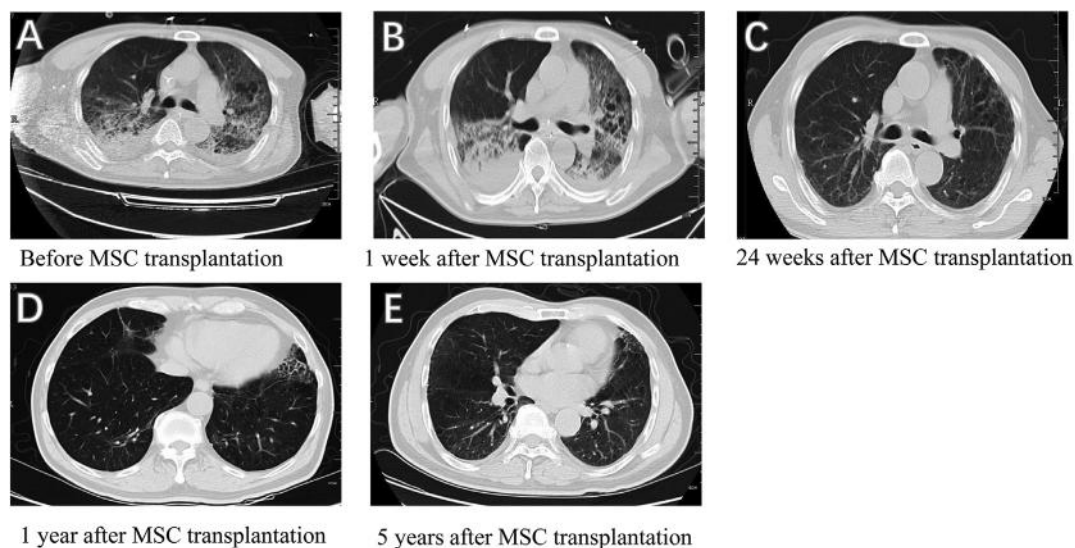 A
B
C
Before MSC transplantation
1 week after MSC transplantation
24 weeks after MSC transplantation
D
E
1 year after MSC transplantation
5 years after MSC transplantation